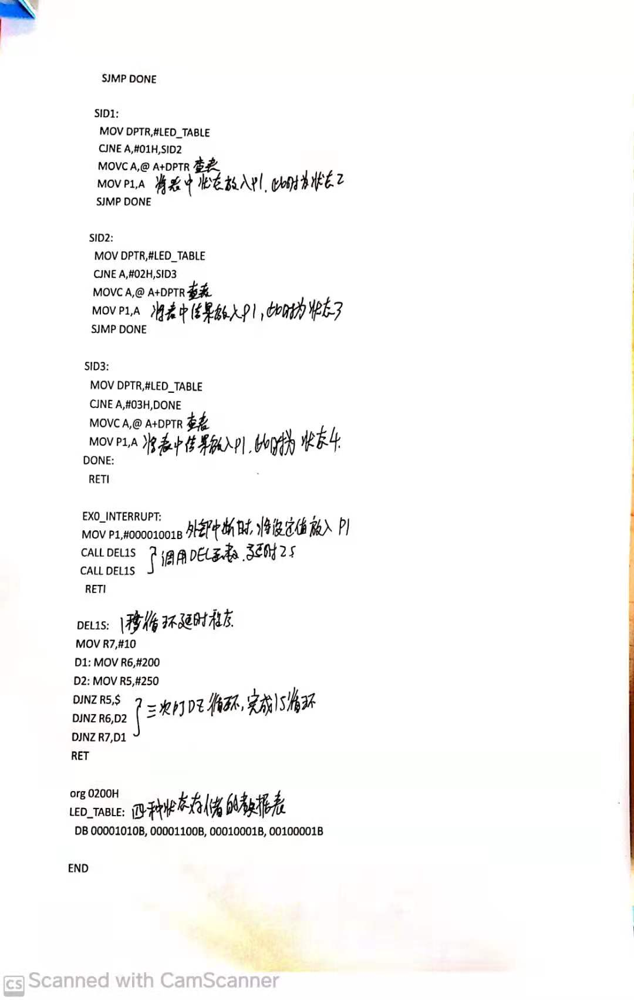 SJMP DONE
SID1:
MOV DPTR,#LED_TABLE
CJNE A,#01H,SID2
MOVC A,@ A+DPTR 查表
MOV P1,A 将表中状态放入P1.此时为状态2
SJMP DONE
SID2:
MOV DPTR,#LED_TABLE
CJNE A,#02H,SID3
MOVC A,@ A+DPTR 查表
MOV P1,A 将表中结果放入P1,此时为状态3
SJMP DONE
SID3:
MOV DPTR,#LED_TABLE
CJNE A,#03H,DONE
MOVC A,@ A+DPTR 查表
MOV P1,A 将表中结果放入P1.此时为状态4.
DONE:
RETI
EX0_INTERRUPT:
MOV P1,#00001001B 外部中断时,将设定值放入P1
CALL DEL1S 调用DEL函数.延时2s
CALL DEL1S
RETI
DEL1S: 1秒循环延时程序.
MOV R7,#10
D1: MOV R6,#200
D2: MOV R5,#250
DJNZ R5,$ 三次DJNZ循环,完成1S循环
DJNZ R6,D2
DJNZ R7,D1
RET
org 0200H
LED_TABLE: 四种状态存储的数据表
DB 00001010B, 00001100B, 00010001B, 00100001B
END
CS Scanned with CamScanner